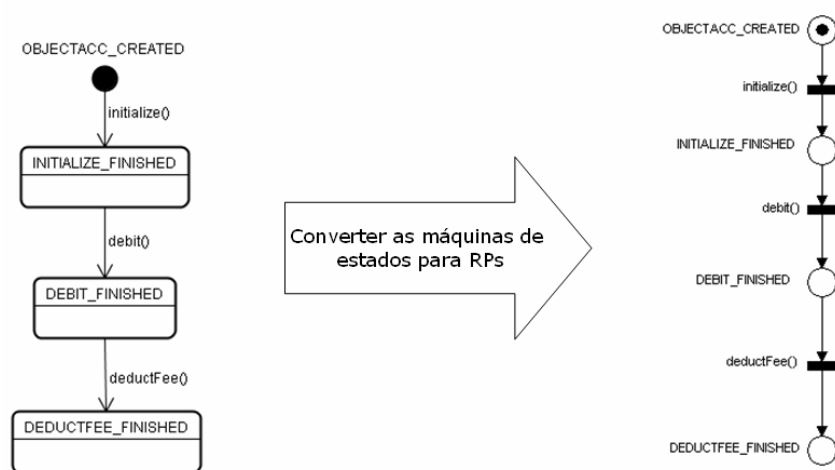 OBJECTACC_CREATED
initialize()
INITIALIZE_FINISHED
debit()
DEBIT_FINISHED
deductFee()
DEDUCTFEE_FINISHED
Converter as máquinas de
estados para RPs
OBJECTACC_CREATED
initialize()
INITIALIZE_FINISHED
debit()
DEBIT_FINISHED
deductFee()
DEDUCTFEE_FINISHED